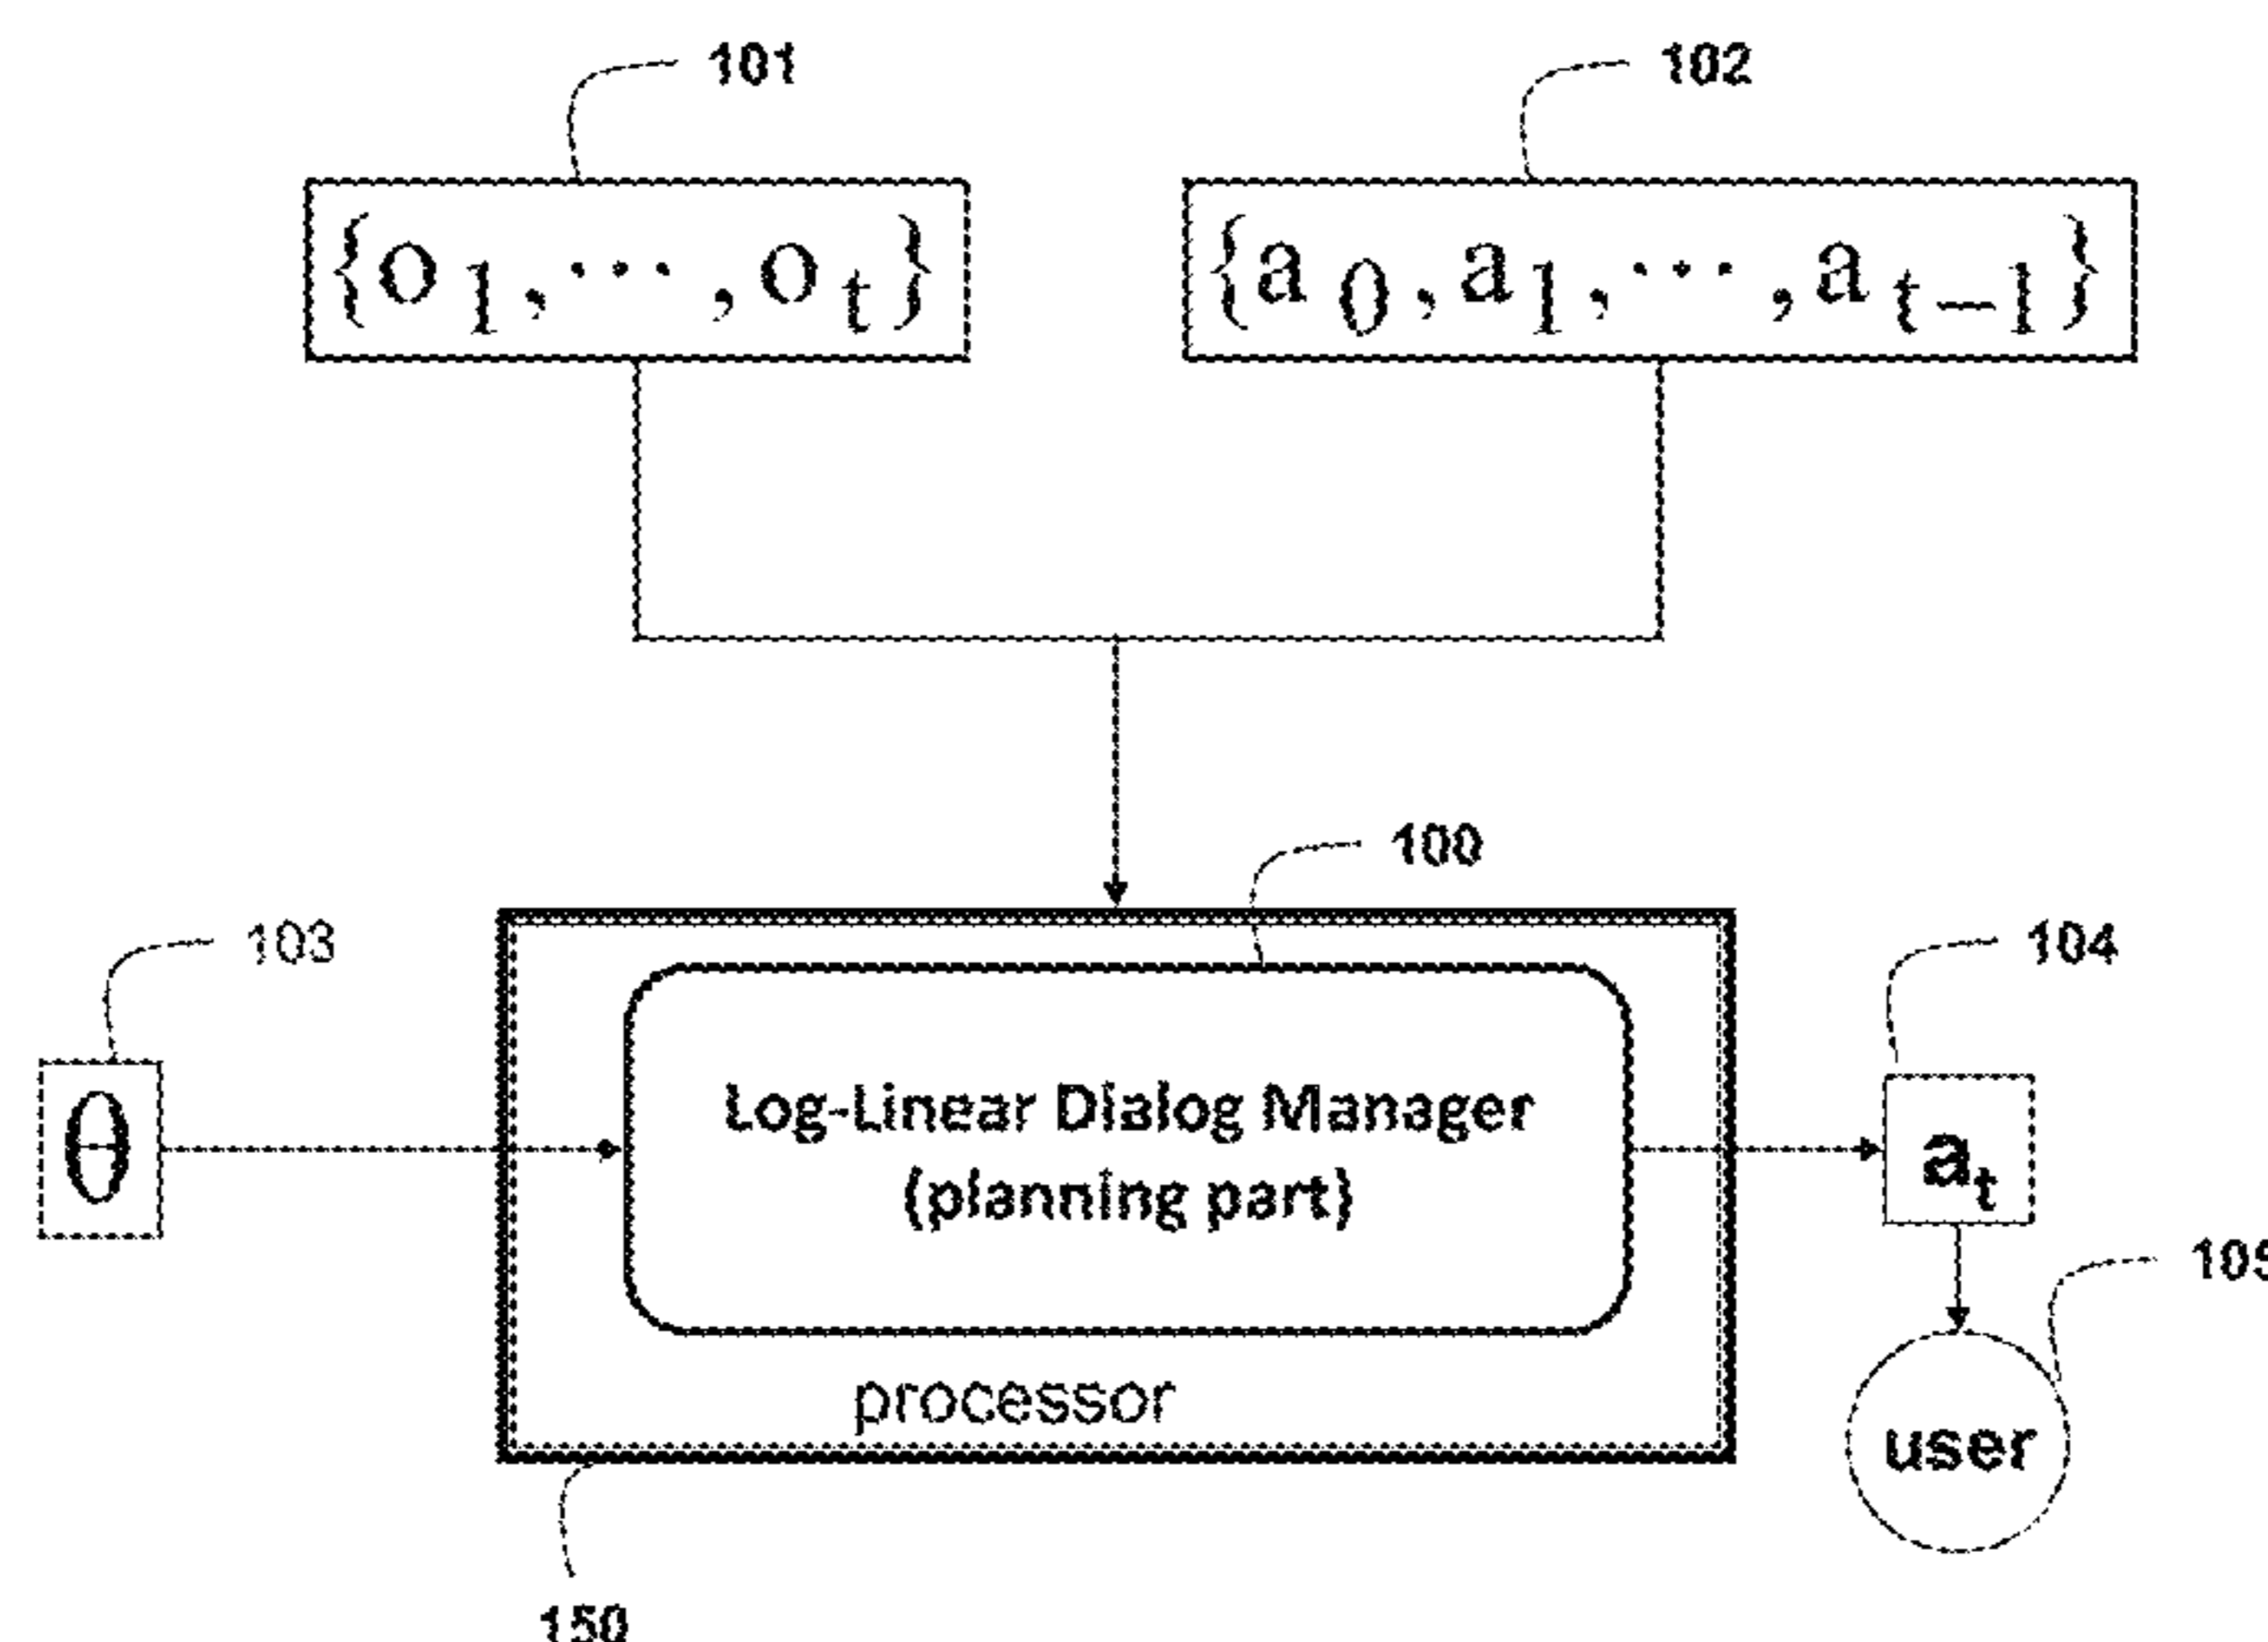 101
102
{o1,···,ot}
{a0,a1,···,at−1}
100
103
104
Log-Linear Dialog Manager
θ
at
(planning part)
105
processor
user
150